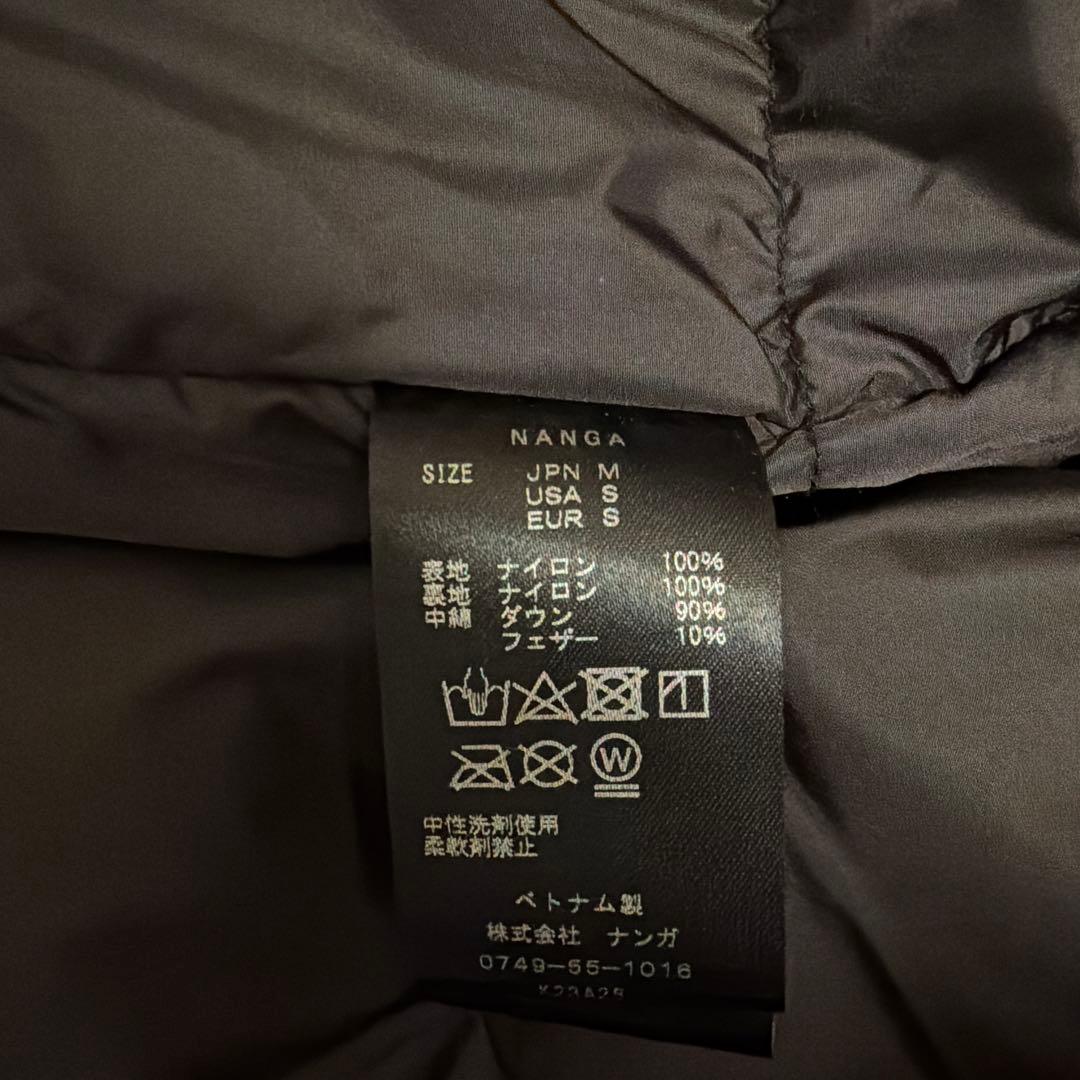 NANGA
SIZE JPN M
USA S
EUR S
表地 ナイロン 100%
裏地 ナイロン 100%
中綿 ダウン 90%
フェザー 10%
W
中性洗剤使用
柔軟剤禁止
ベトナム製
株式会社 ナンガ
0749-55-1016